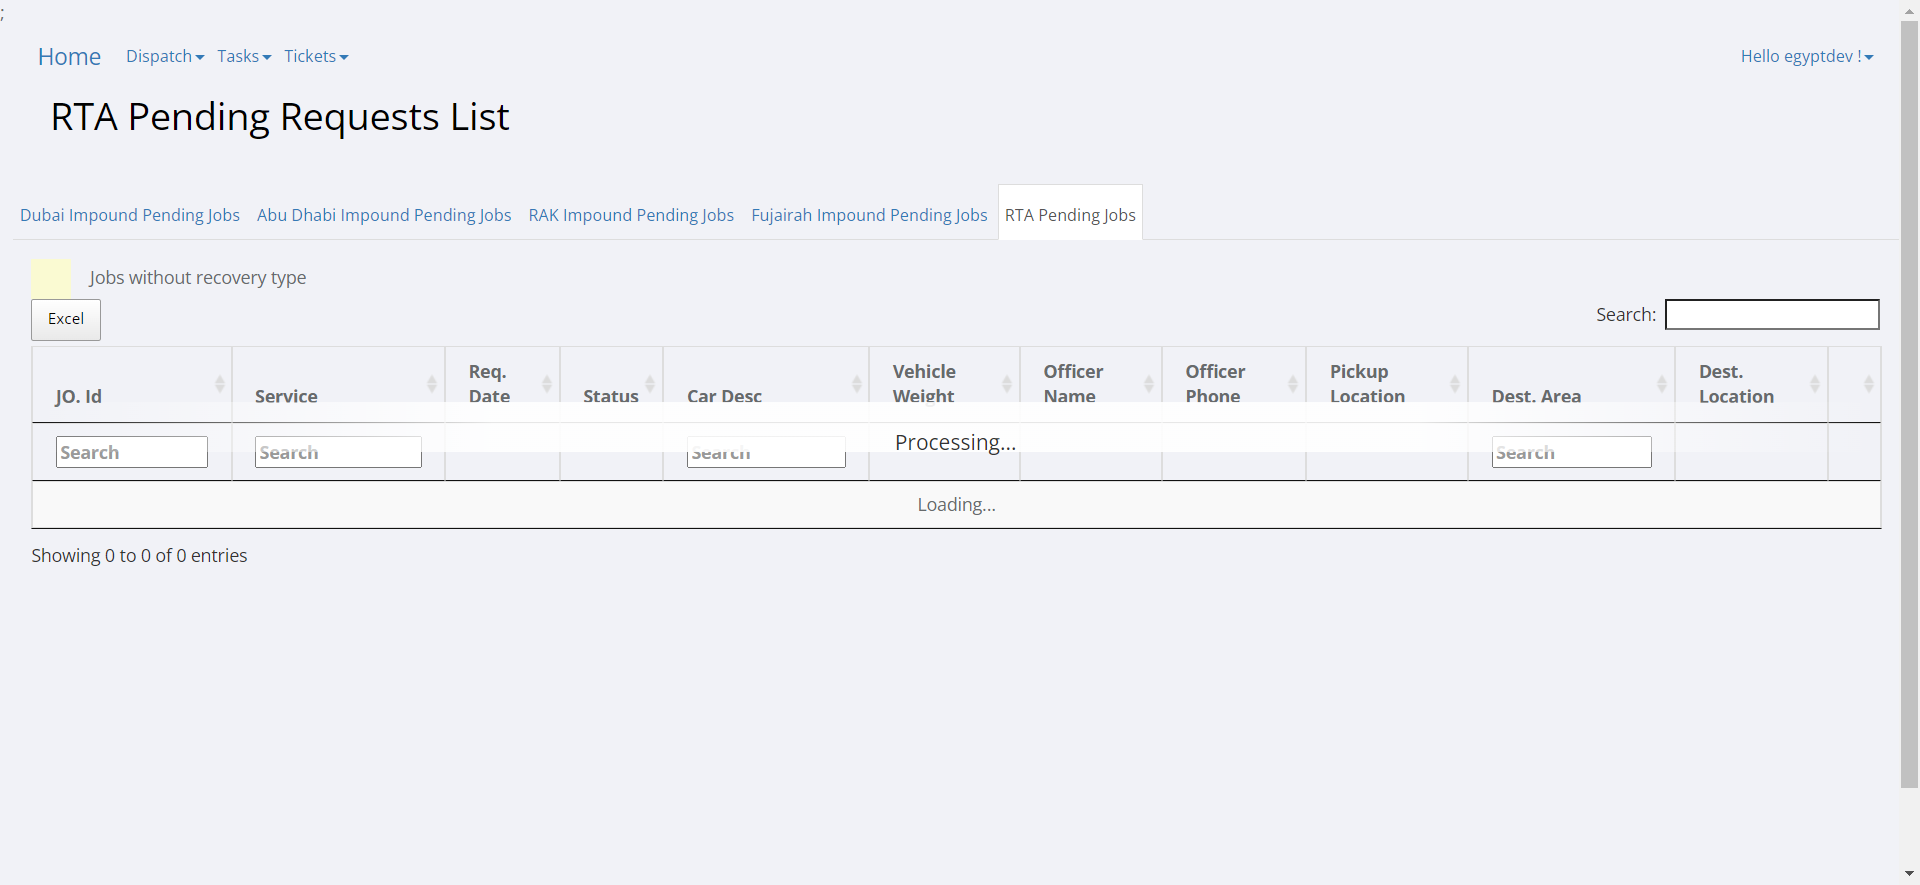 ;
Home Dispatch Tasks Tickets Hello egyptdev !
RTA Pending Requests List
Dubai Impound Pending Jobs Abu Dhabi Impound Pending Jobs RAK Impound Pending Jobs Fujairah Impound Pending Jobs RTA Pending Jobs
Jobs without recovery type
Excel Search:
JO. Id Service Req. Date Status Car Desc Vehicle Weight Officer Name Officer Phone Pickup Location Dest. Area Dest. Location
Search Search Search Processing... Search
Loading...
Showing 0 to 0 of 0 entries